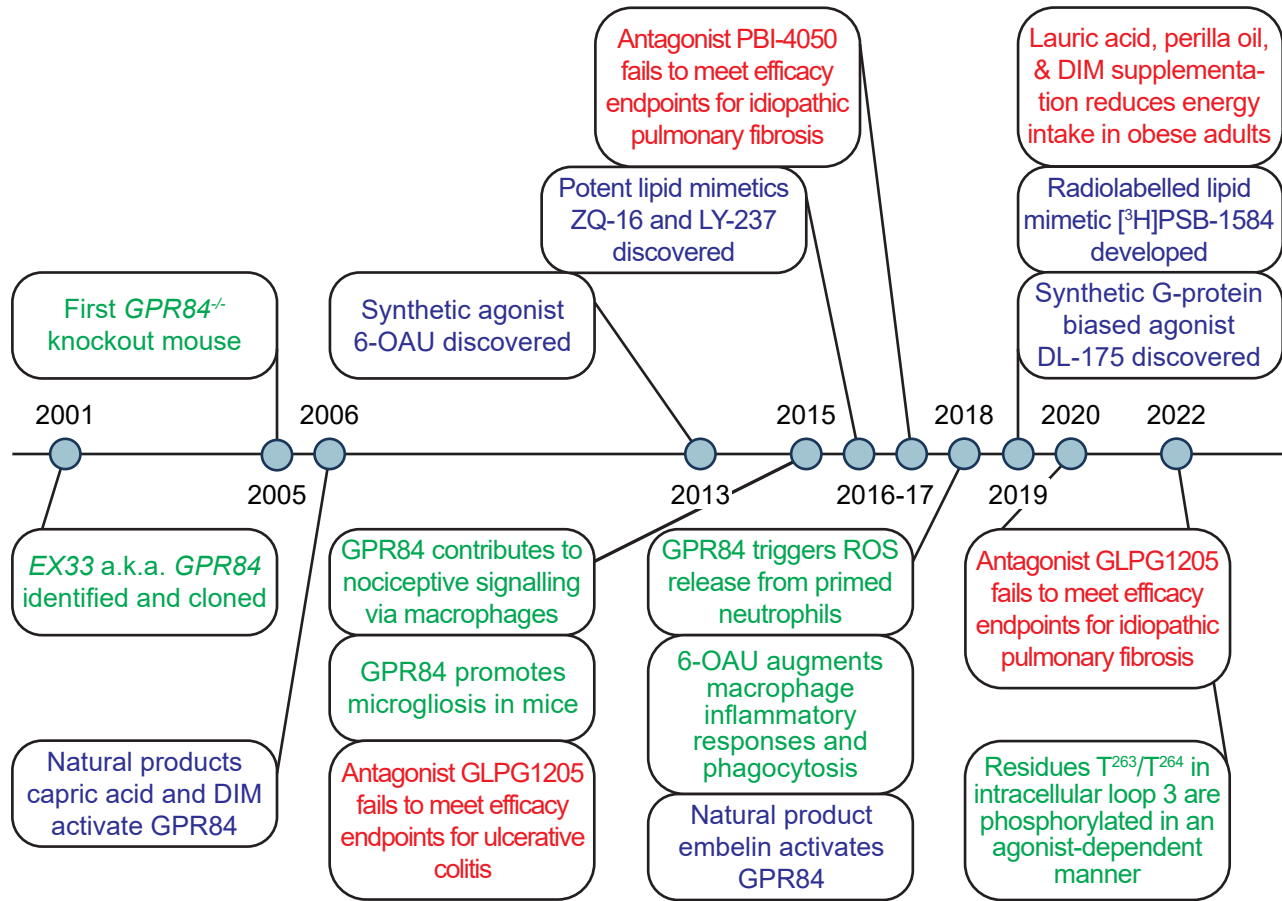 Antagonist PBI-4050
fails to meet efficacy
endpoints for idiopathic
pulmonary fibrosis
Lauric acid, perilla oil,
& DIM supplementa-
tion reduces energy
intake in obese adults
Potent lipid mimetics
ZQ-16 and LY-237
discovered
Radiolabelled lipid
mimetic [³H]PSB-1584
developed
First GPR84⁻/⁻
knockout mouse
Synthetic agonist
6-OAU discovered
Synthetic G-protein
biased agonist
DL-175 discovered
2001
2005
2006
2013
2015
2016-17
2018
2019
2020
2022
EX33 a.k.a. GPR84
identified and cloned
Natural products
capric acid and DIM
activate GPR84
GPR84 contributes to
nociceptive signalling
via macrophages
GPR84 promotes
microgliosis in mice
Antagonist GLPG1205
fails to meet efficacy
endpoints for ulcerative
colitis
GPR84 triggers ROS
release from primed
neutrophils
6-OAU augments
macrophage
inflammatory
responses and
phagocytosis
Natural product
embelin activates
GPR84
Antagonist GLPG1205
fails to meet efficacy
endpoints for idiopathic
pulmonary fibrosis
Residues T²⁶³/T²⁶⁴ in
intracellular loop 3 are
phosphorylated in an
agonist-dependent
manner